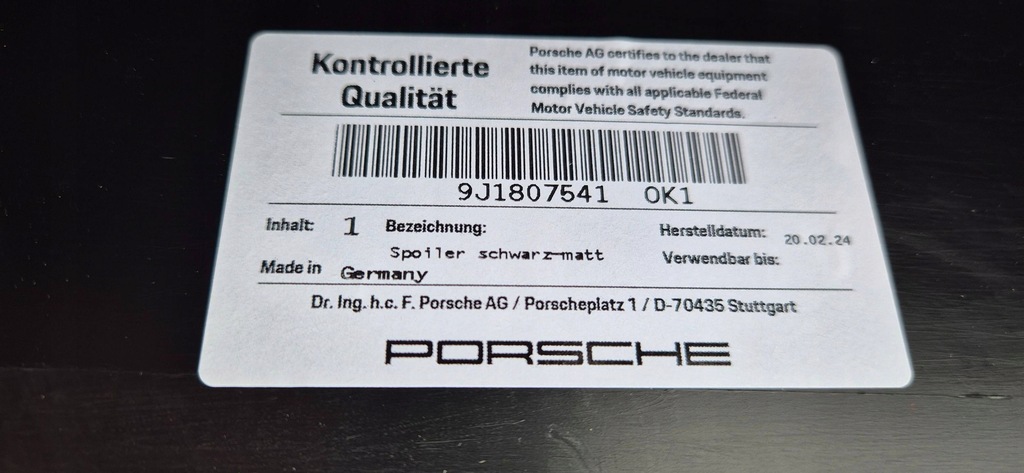 Kontrollierte
Qualität
Porsche AG certifies to the dealer that
this item of motor vehicle equipment
complies with all applicable Federal
Motor Vehicle Safety Standards.
9J1807541 OK1
Inhalt: 1 Bezeichnung: Herstelldatum: 20.02.24
Spoiler schwarz-matt Verwendbar bis:
Made in Germany
Dr. Ing. h.c. F. Porsche AG / Porscheplatz 1 / D-70435 Stuttgart
PORSCHE